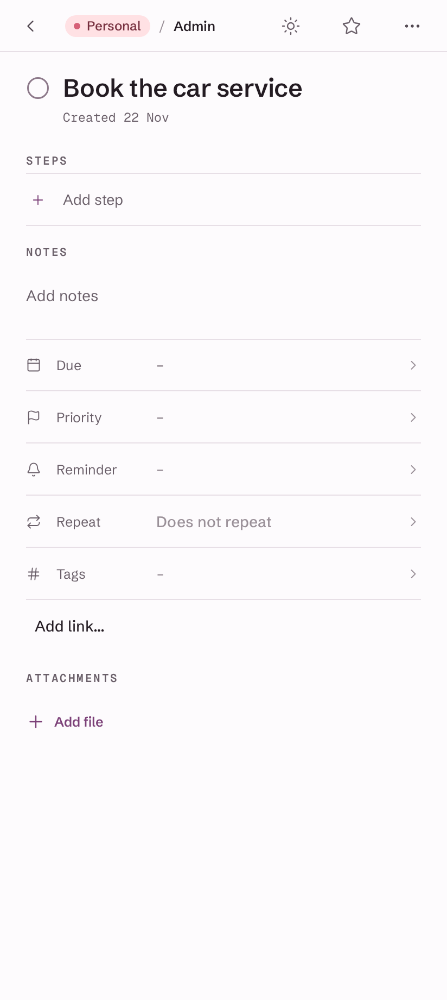 Personal / Admin
Book the car service
Created 22 Nov
STEPS
+ Add step
NOTES
Add notes
Due –
Priority –
Reminder –
Repeat Does not repeat
Tags –
Add link...
ATTACHMENTS
+ Add file